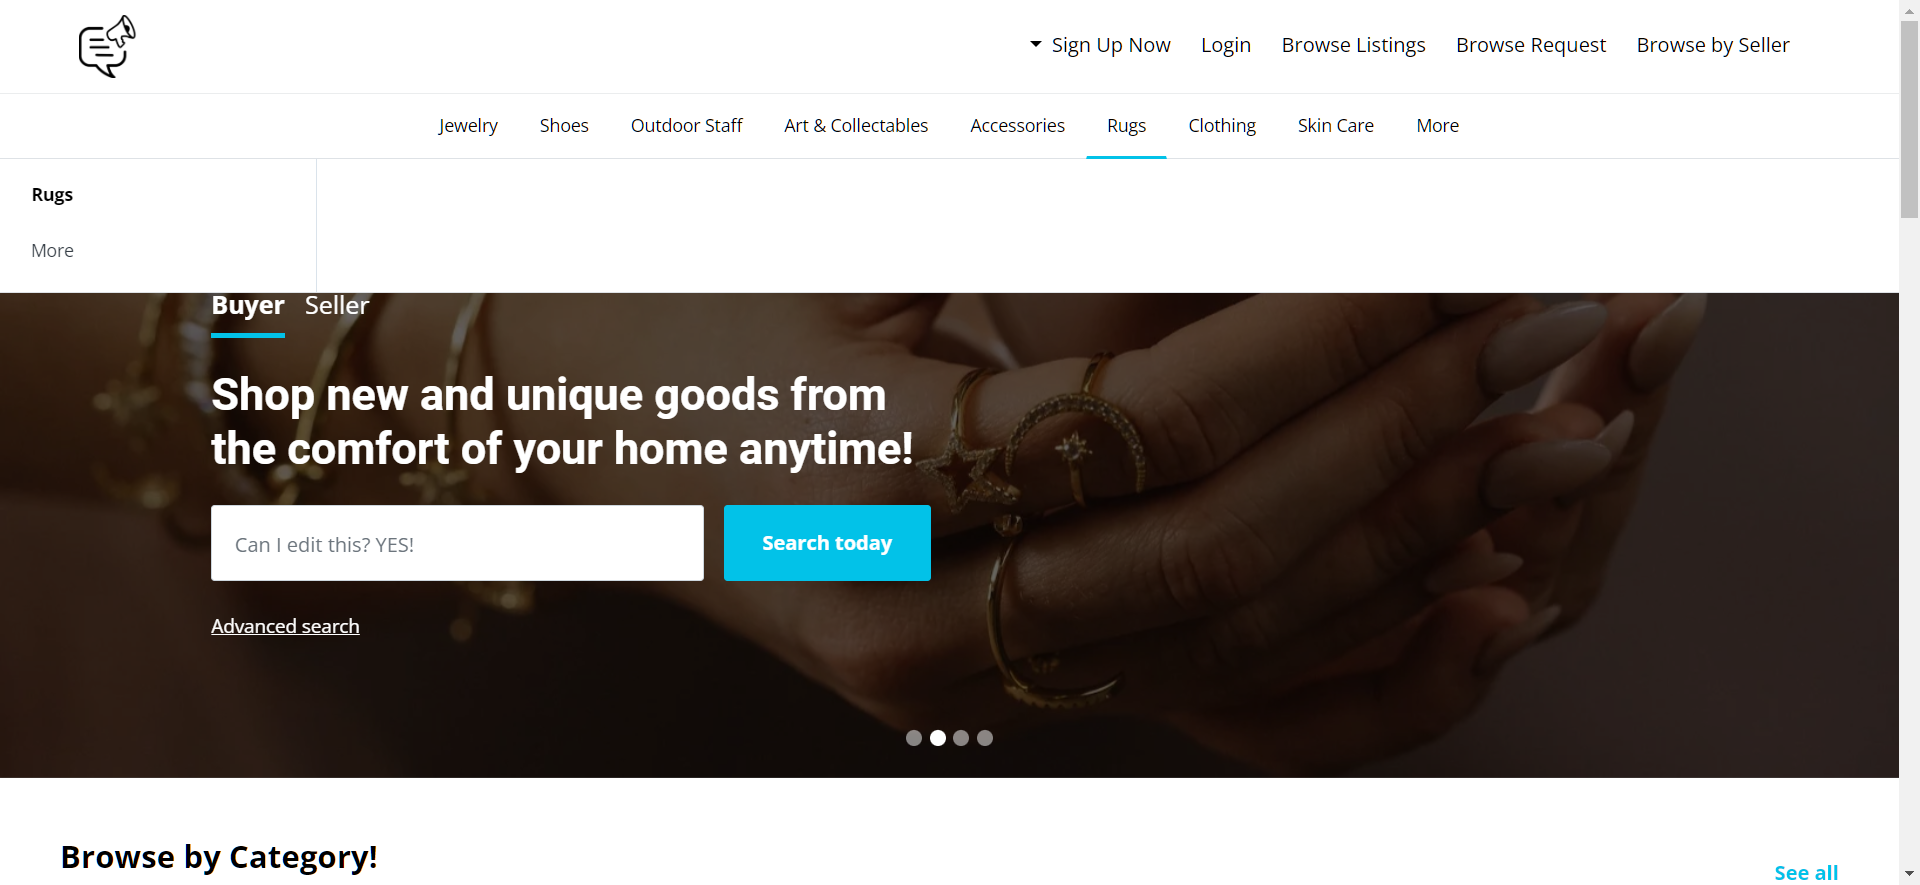 Sign Up Now Login Browse Listings Browse Request Browse by Seller
Jewelry Shoes Outdoor Staff Art & Collectables Accessories Rugs Clothing Skin Care More
Rugs
More
Buyer Seller
Shop new and unique goods from
the comfort of your home anytime!
Can I edit this? YES! Search today
Advanced search
Browse by Category!
See all